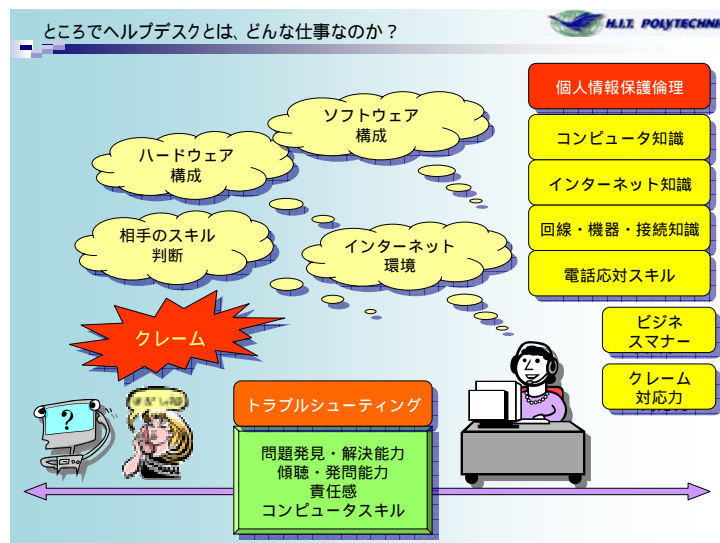 ところでヘルプデスクとは、どんな仕事なのか？
H.I.T. POLYTECHNI
個人情報保護倫理
ソフトウェア
構成
コンピュータ知識
ハードウェア
構成
インターネット知識
相手のスキル
判断
インターネット
環境
回線・機器・接続知識
電話応対スキル
クレーム
ビジネ
スマナー
クレーム
対応力
?
トラブルシューティング
問題発見・解決能力
傾聴・発問能力
責任感
コンピュータスキル